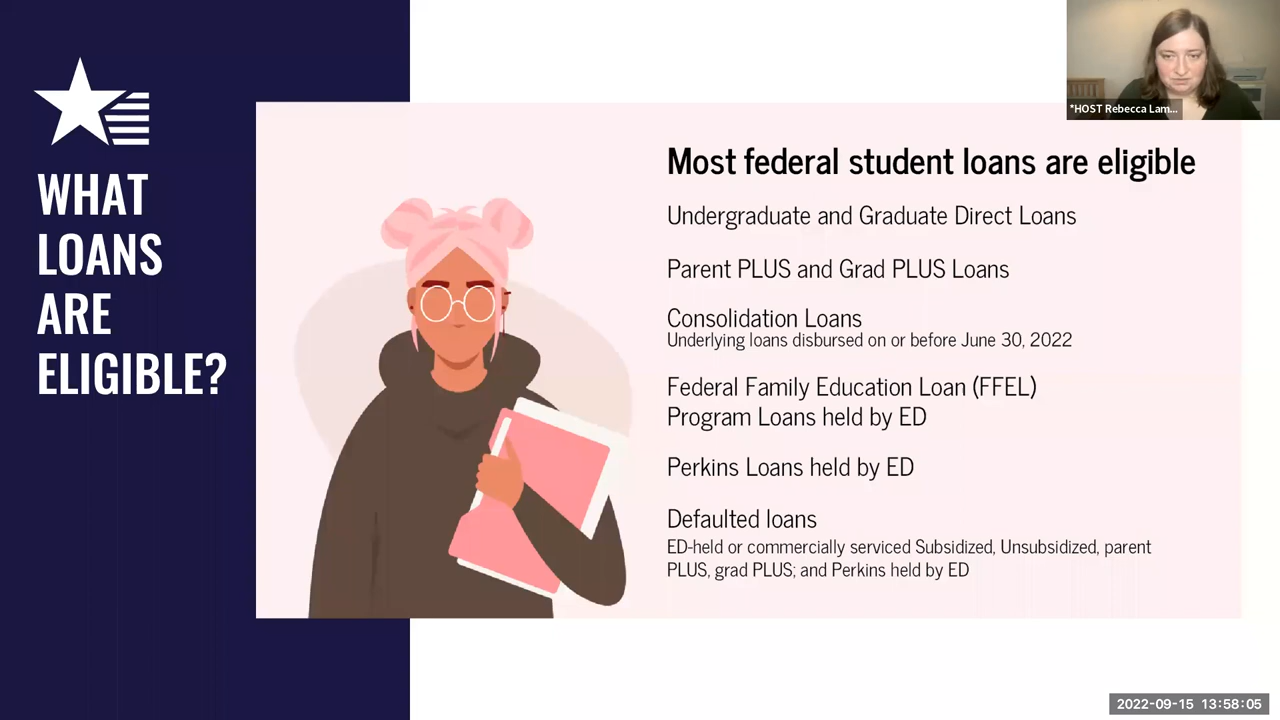 WHAT
LOANS
ARE
ELIGIBLE?
*HOST Rebecca Lam...
Most federal student loans are eligible
Undergraduate and Graduate Direct Loans
Parent PLUS and Grad PLUS Loans
Consolidation Loans
Underlying loans disbursed on or before June 30, 2022
Federal Family Education Loan (FFEL)
Program Loans held by ED
Perkins Loans held by ED
Defaulted loans
ED-held or commercially serviced Subsidized, Unsubsidized, parent
PLUS, grad PLUS; and Perkins held by ED
2022-09-15 13:58:05